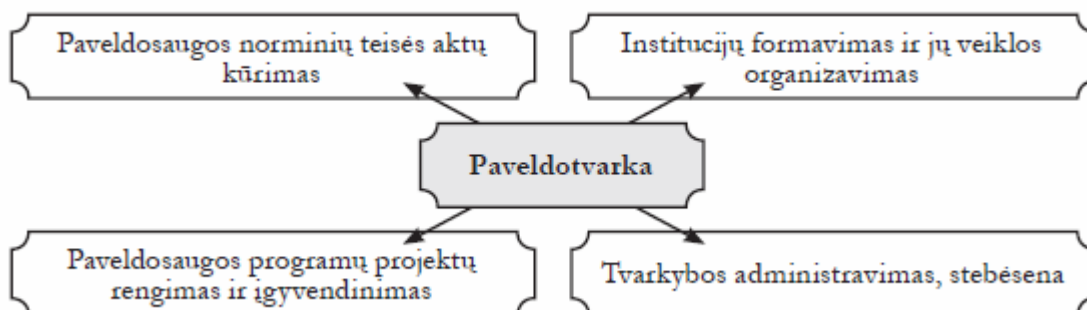 Paveldosaugos norminių teisės aktų
kūrimas
Institucijų formavimas ir jų veiklos
organizavimas
Paveldotvarka
Paveldosaugos programų projektų
rengimas ir įgyvendinimas
Tvarkybos administravimas, stebėsena